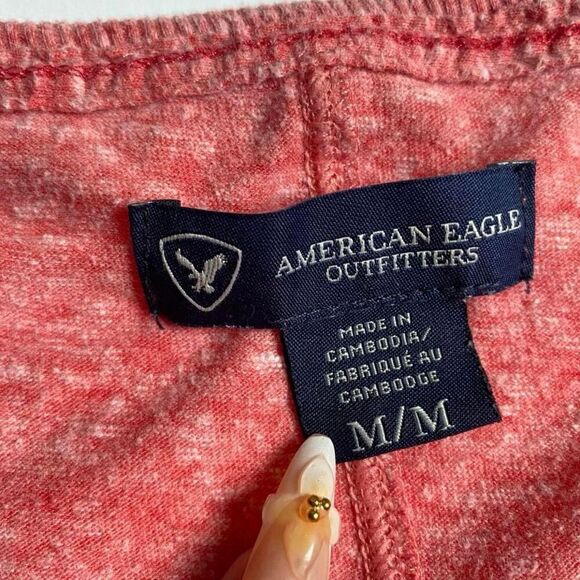 AMERICAN EAGLE
OUTFITTERS
MADE IN
CAMBODIA/
FABRIQUÉ AU
CAMBODGE
M/M